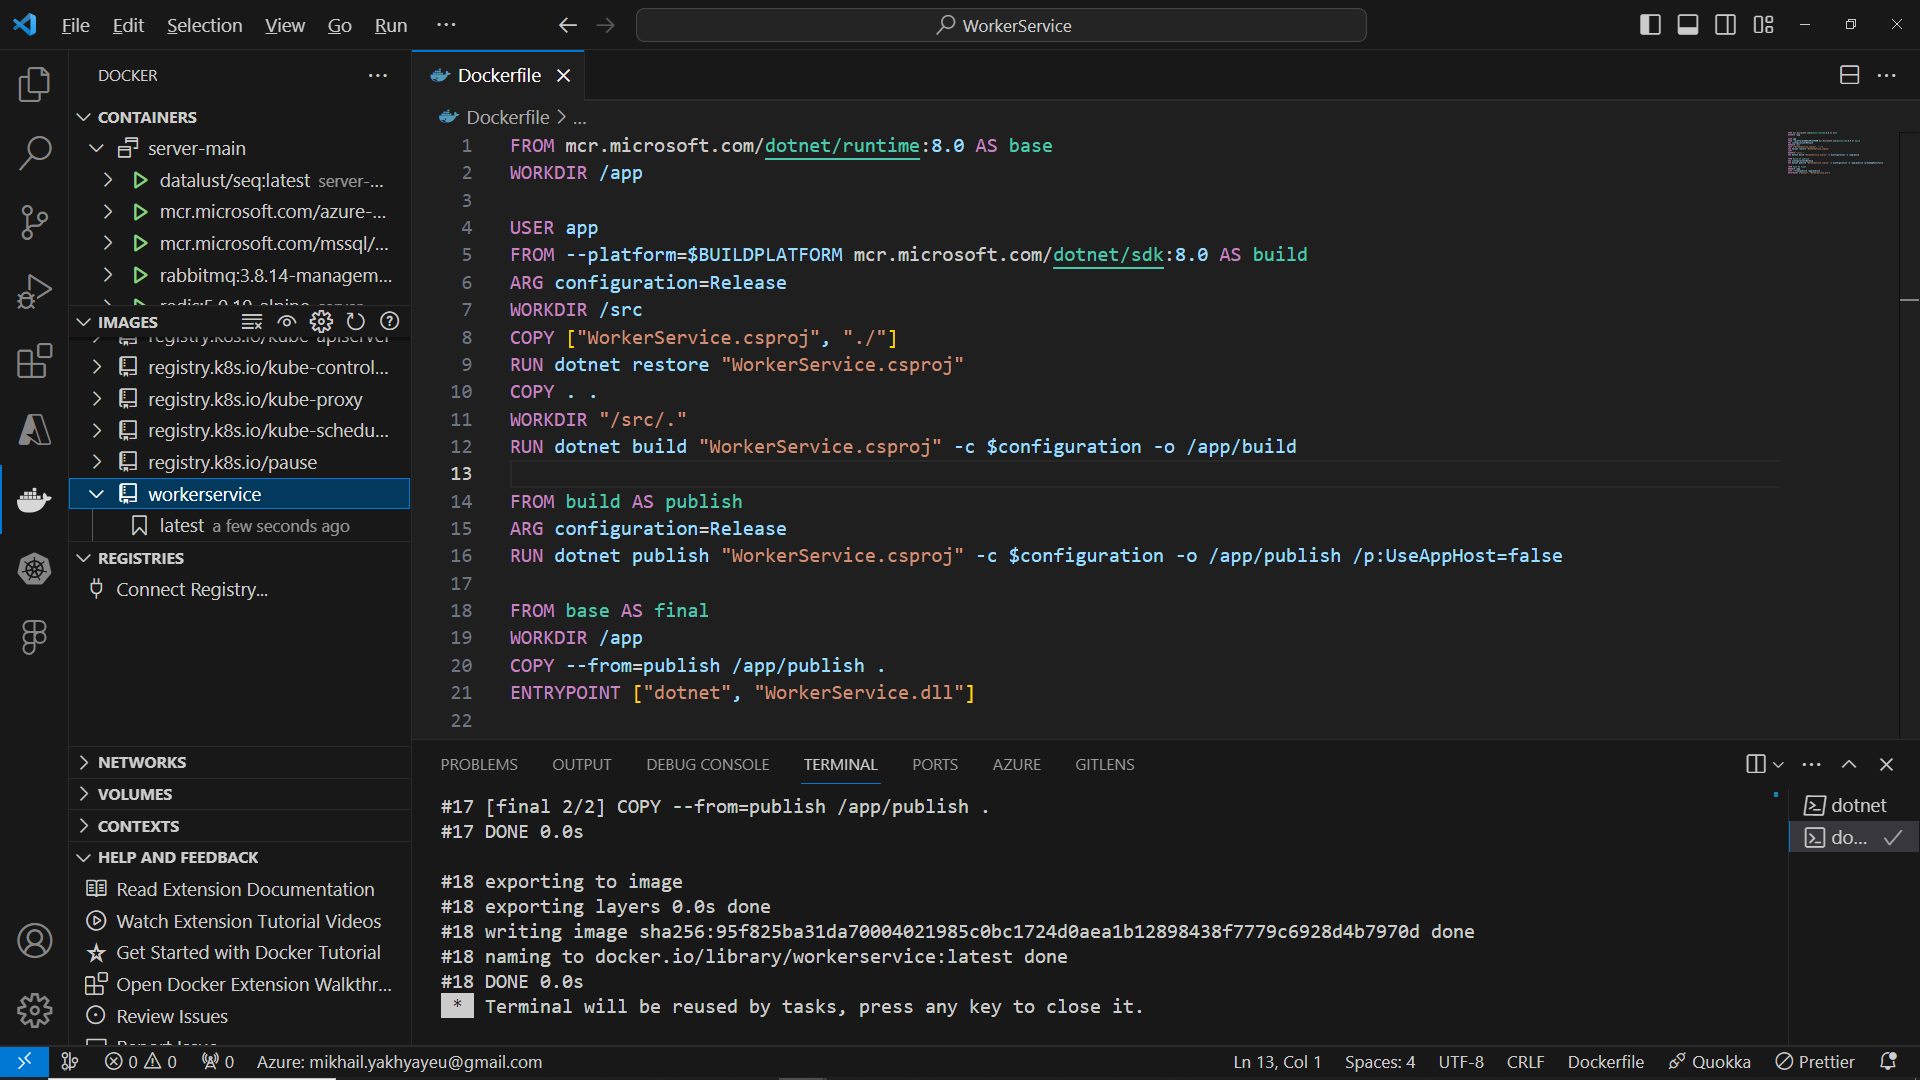 File Edit Selection View Go Run ···
WorkerService
DOCKER
CONTAINERS
server-main
datalust/seq:latest server-...
mcr.microsoft.com/azure-...
mcr.microsoft.com/mssql/...
rabbitmq:3.8.14-managem...
redis:5.0.10-alpine server...
IMAGES
registry.k8s.io/kube-apiserver
registry.k8s.io/kube-control...
registry.k8s.io/kube-proxy
registry.k8s.io/kube-schedu...
registry.k8s.io/pause
workerservice
latest a few seconds ago
REGISTRIES
Connect Registry...
NETWORKS
VOLUMES
CONTEXTS
HELP AND FEEDBACK
Read Extension Documentation
Watch Extension Tutorial Videos
Get Started with Docker Tutorial
Open Docker Extension Walkthr...
Review Issues
Report Issue
Dockerfile
Dockerfile > ...
1 FROM mcr.microsoft.com/dotnet/runtime:8.0 AS base
2 WORKDIR /app
3
4 USER app
5 FROM --platform=$BUILDPLATFORM mcr.microsoft.com/dotnet/sdk:8.0 AS build
6 ARG configuration=Release
7 WORKDIR /src
8 COPY ["WorkerService.csproj", "./"]
9 RUN dotnet restore "WorkerService.csproj"
10 COPY . .
11 WORKDIR "/src/."
12 RUN dotnet build "WorkerService.csproj" -c $configuration -o /app/build
13
14 FROM build AS publish
15 ARG configuration=Release
16 RUN dotnet publish "WorkerService.csproj" -c $configuration -o /app/publish /p:UseAppHost=false
17
18 FROM base AS final
19 WORKDIR /app
20 COPY --from=publish /app/publish .
21 ENTRYPOINT ["dotnet", "WorkerService.dll"]
22
PROBLEMS OUTPUT DEBUG CONSOLE TERMINAL PORTS AZURE GITLENS
#17 [final 2/2] COPY --from=publish /app/publish .
#17 DONE 0.0s
#18 exporting to image
#18 exporting layers 0.0s done
#18 writing image sha256:95f825ba31da70004021985c0bc1724d0aea1b12898438f7779c6928d4b7970d done
#18 naming to docker.io/library/workerservice:latest done
#18 DONE 0.0s
* Terminal will be reused by tasks, press any key to close it.
dotnet
do...
0 0 0 Azure: mikhail.yakhyayeu@gmail.com Ln 13, Col 1 Spaces: 4 UTF-8 CRLF Dockerfile Quokka Prettier